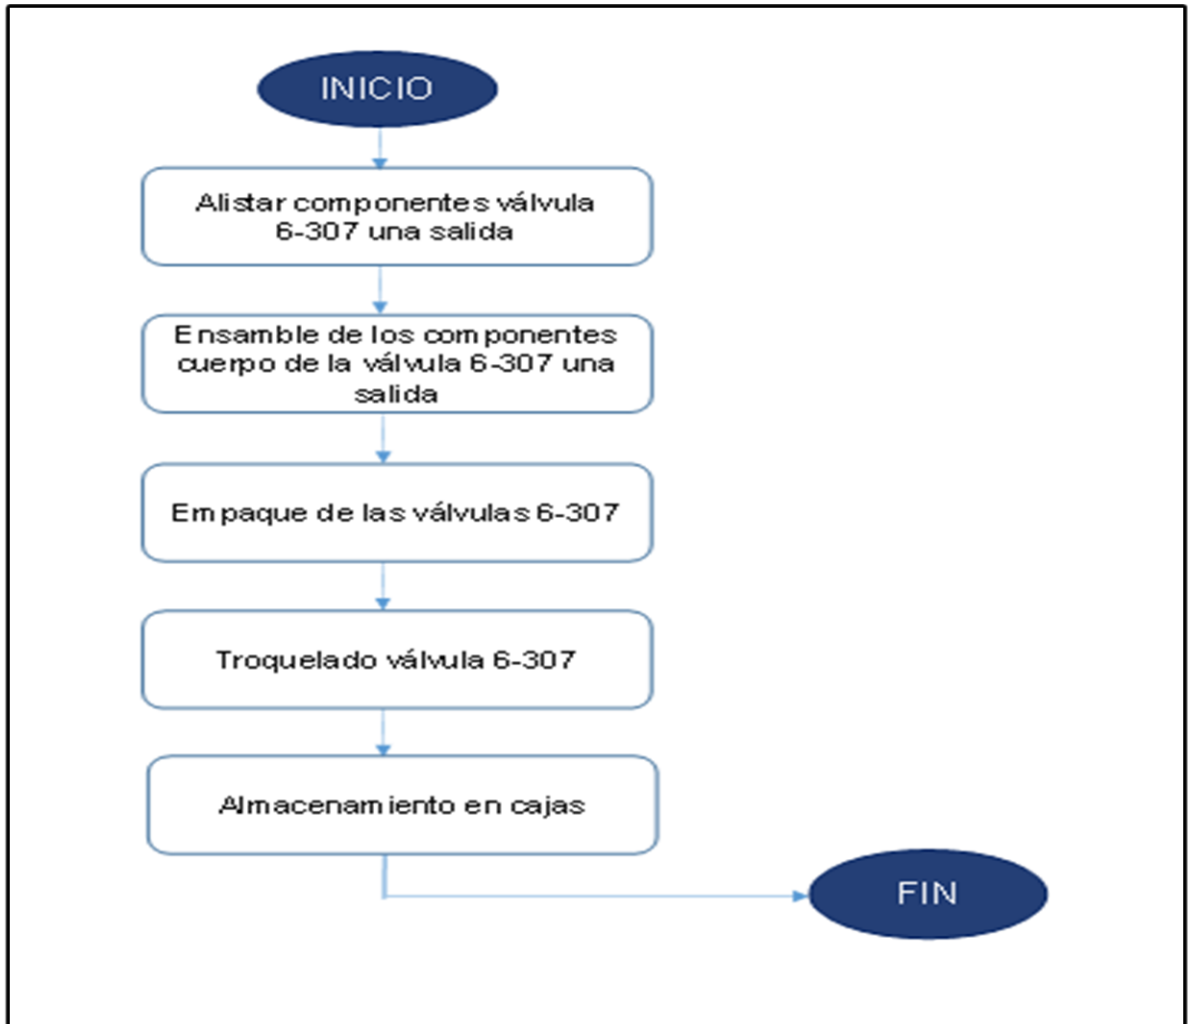 INICIO
Alistar componentes válvula
6-307 una salida
Ensamble de los componentes
cuerpo de la válvula 6-307 una
salida
Empaque de las válvulas 6-307
Troquelado válvula 6-307
Almacenamiento en cajas
FIN